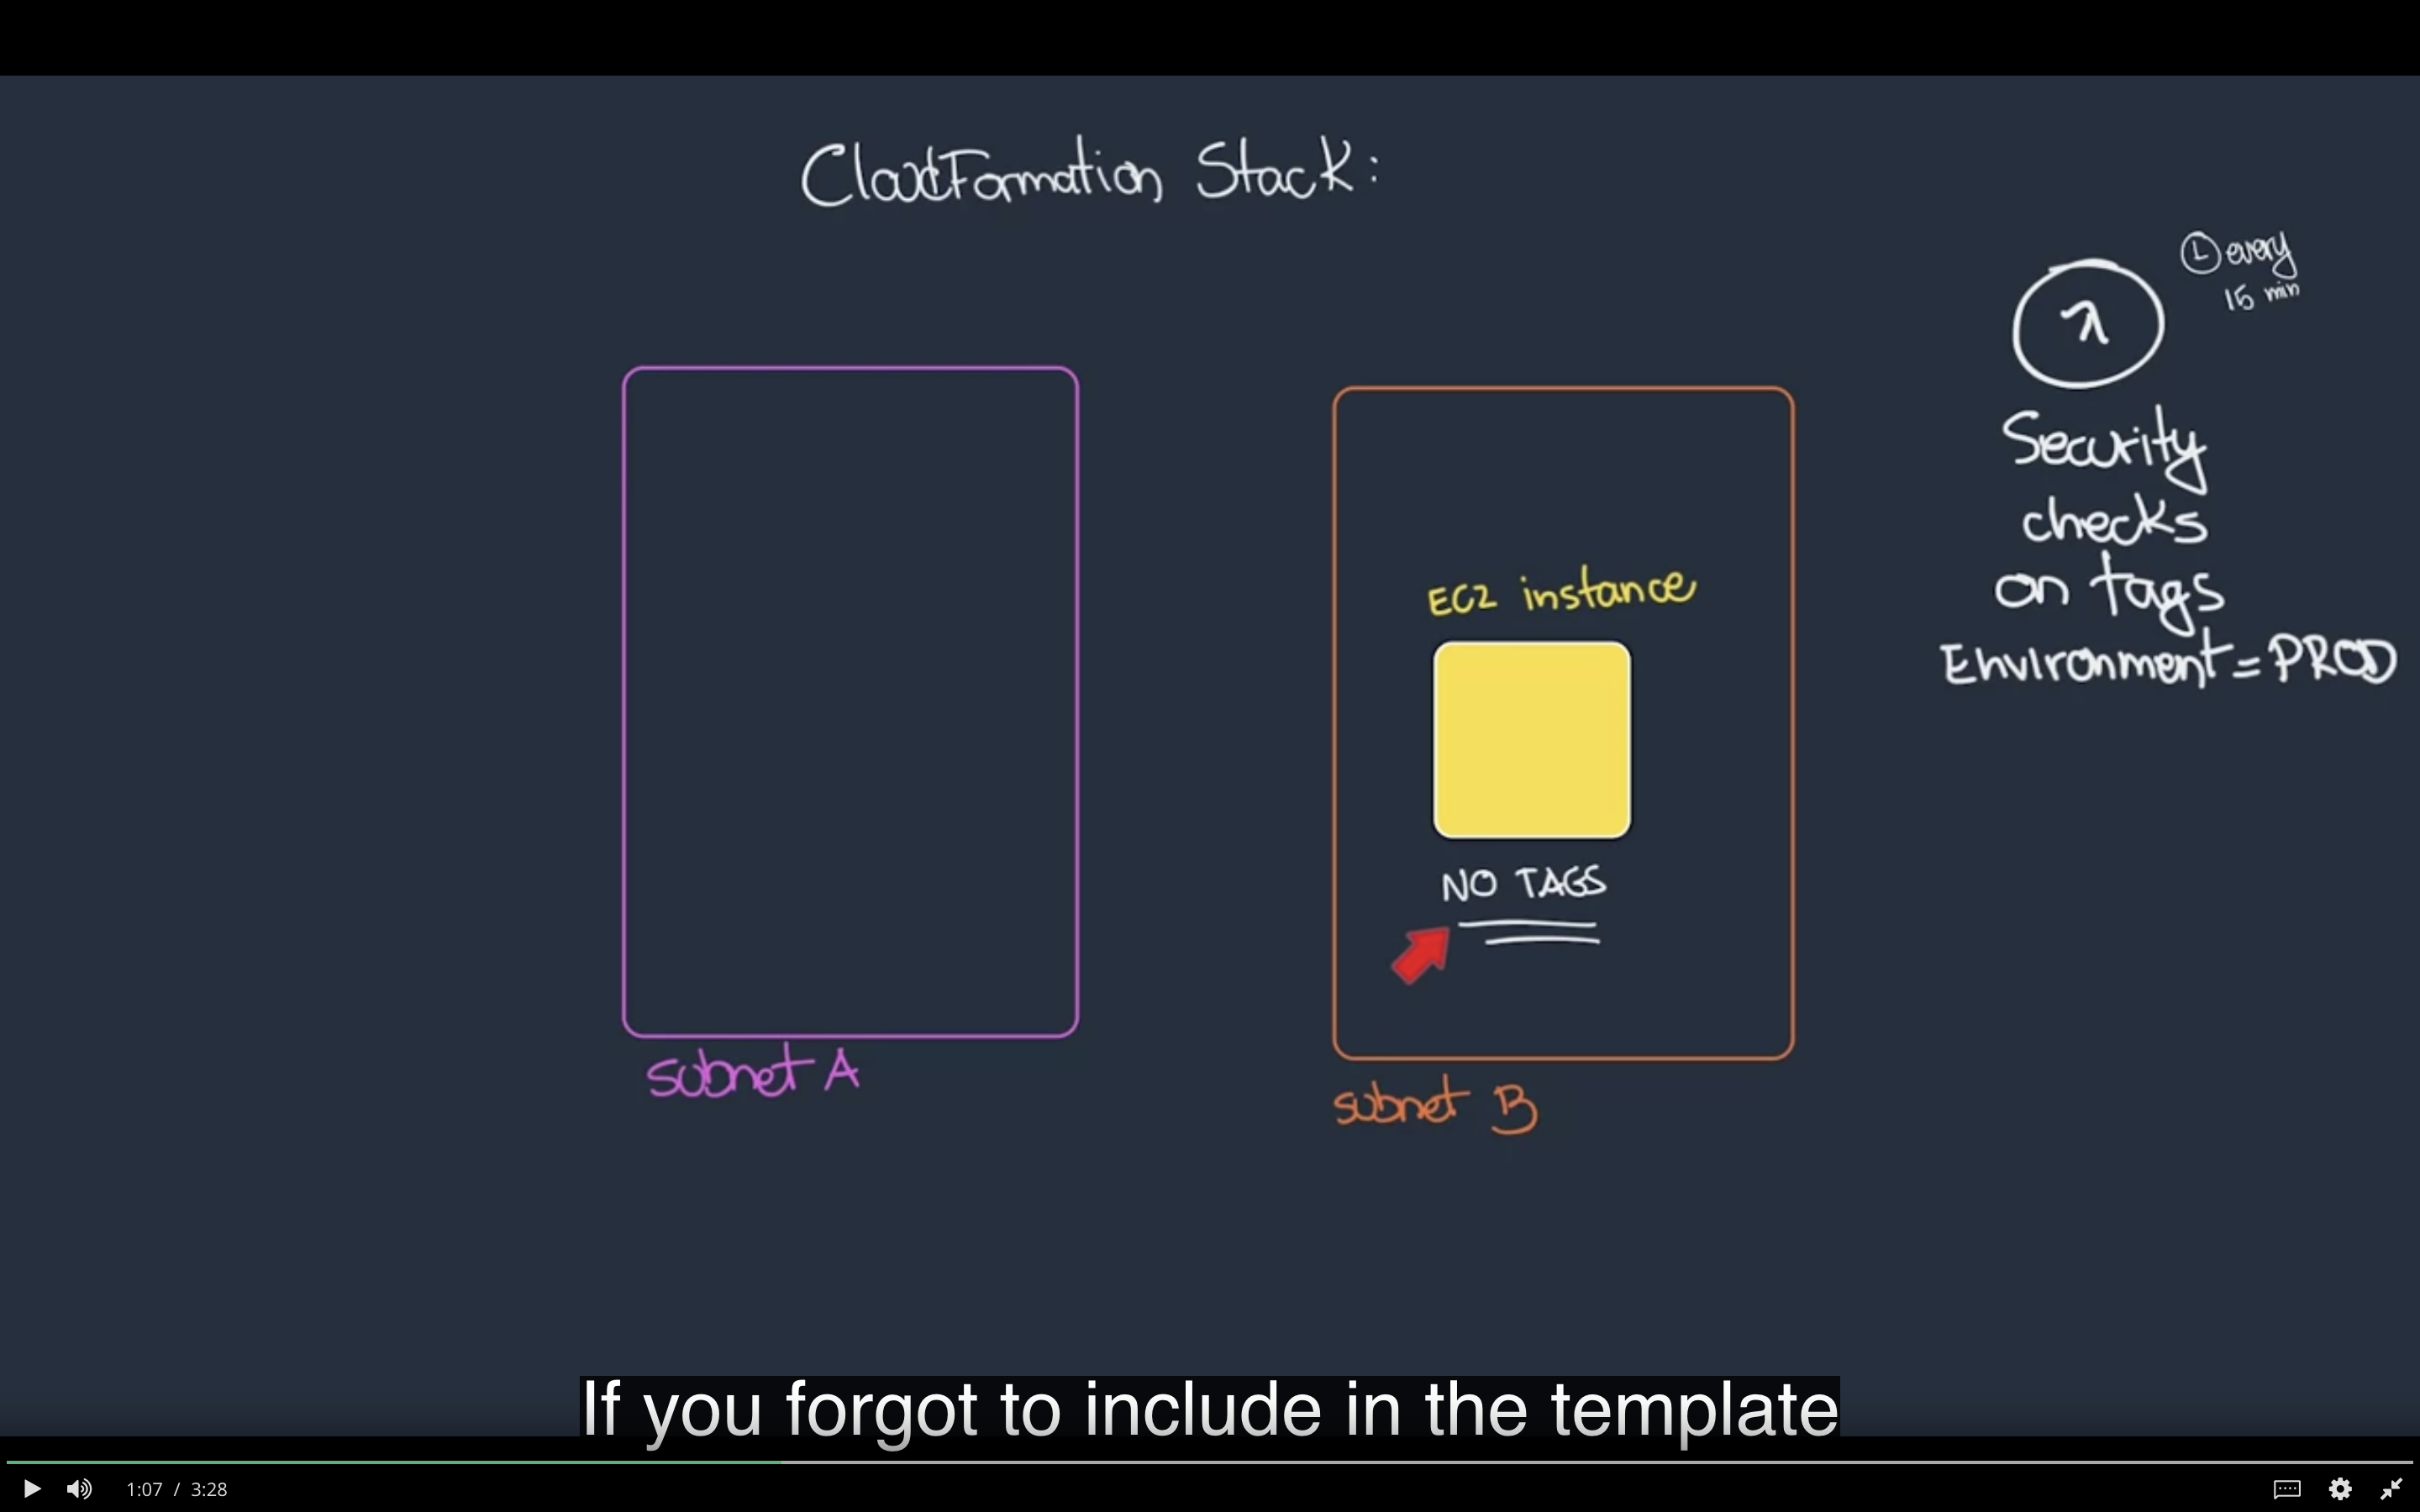 CloudFormation Stack:
every
15 min
λ
Security
checks
on tags
Environment=PROD
EC2 instance
NO TAGS
subnet A
subnet B
If you forgot to include in the template
1:07 / 3:28